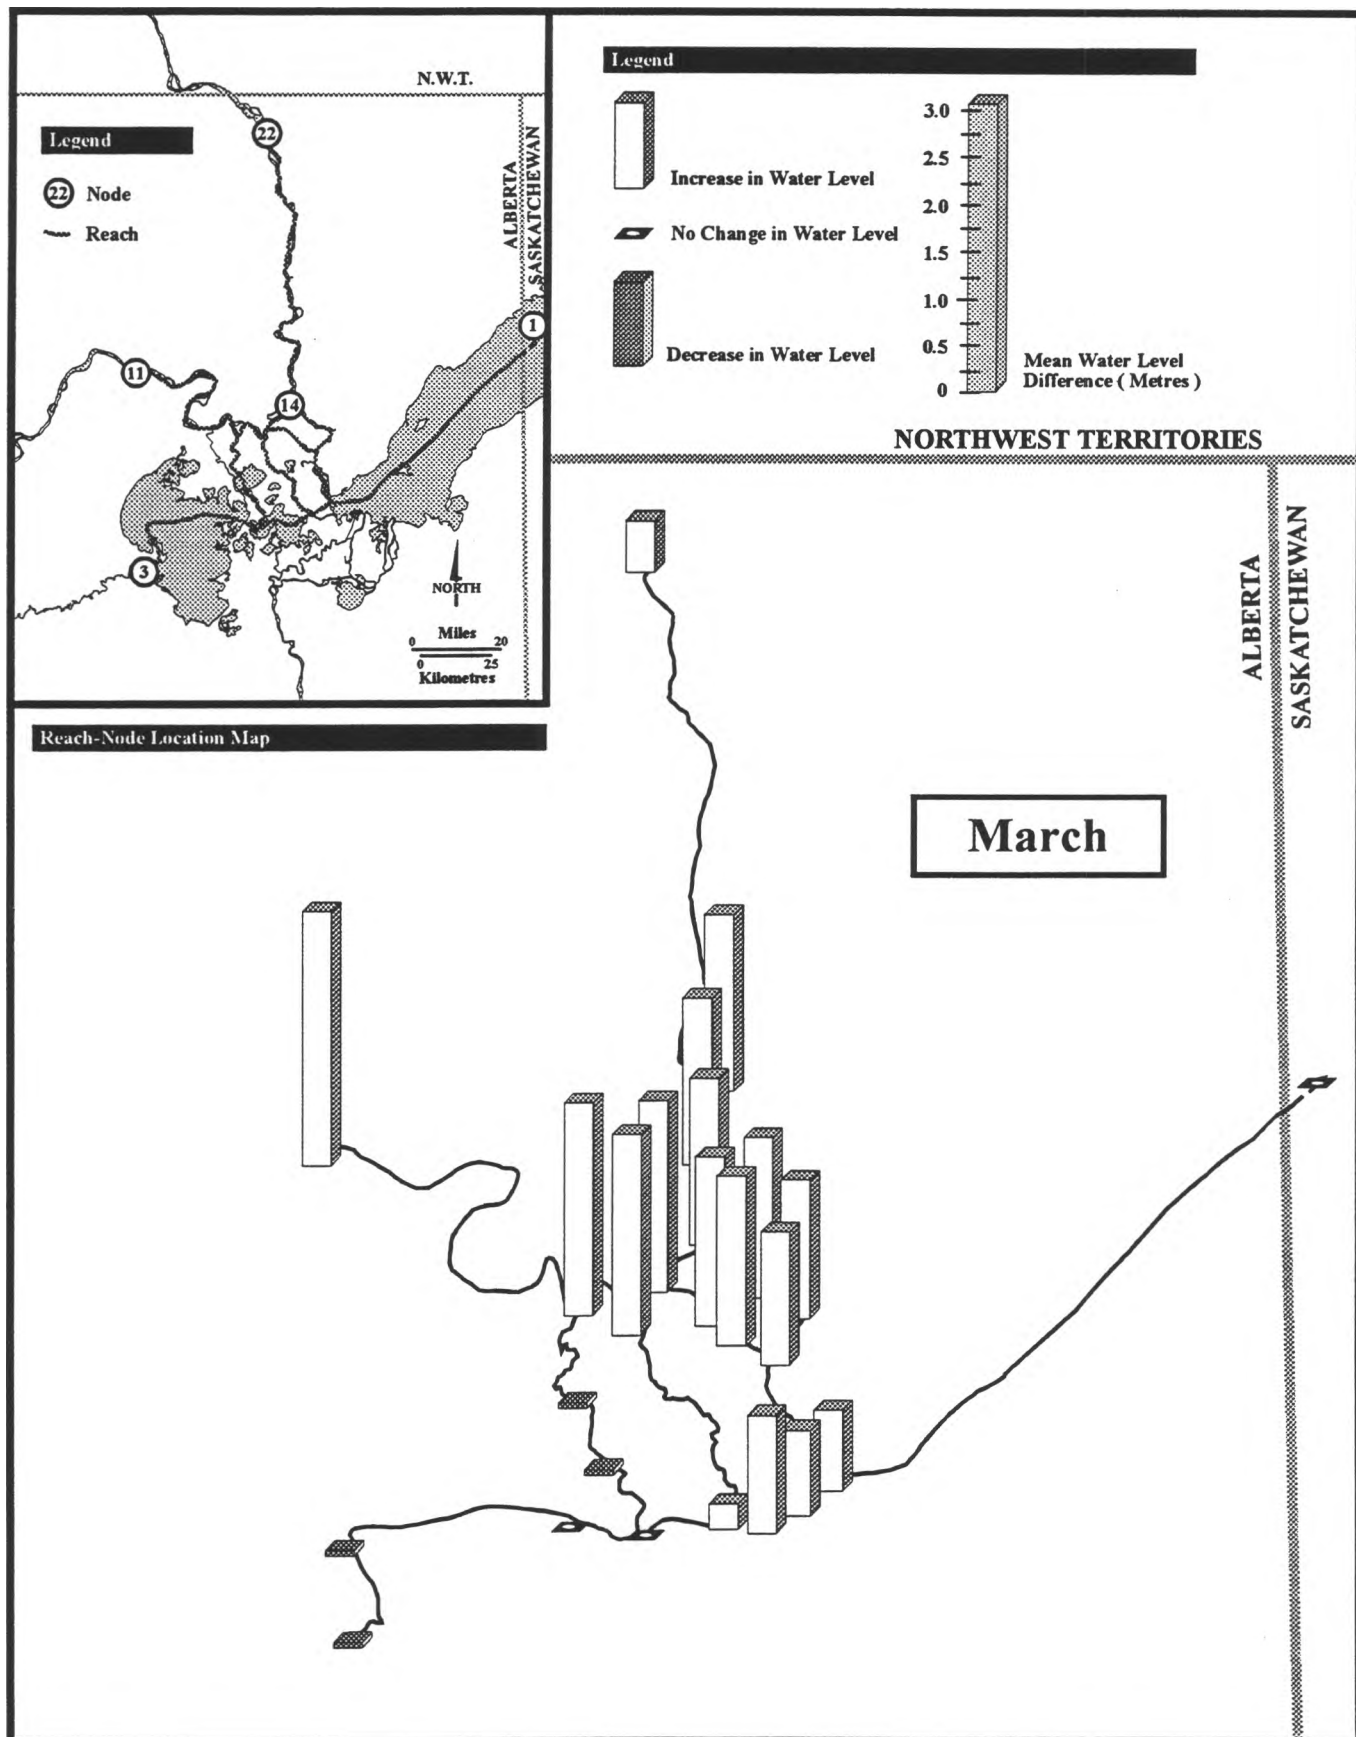 N.W.T.
Legend
22 Node
Reach
22
ALBERTA
SASKATCHEWAN
1
11
14
3
NORTH
0 Miles 20
0 25
Kilometres
Reach-Node Location Map
Legend
Increase in Water Level
No Change in Water Level
Decrease in Water Level
3.0
2.5
2.0
1.5
1.0
0.5
0
Mean Water Level
Difference ( Metres )
NORTHWEST TERRITORIES
ALBERTA
SASKATCHEWAN
March